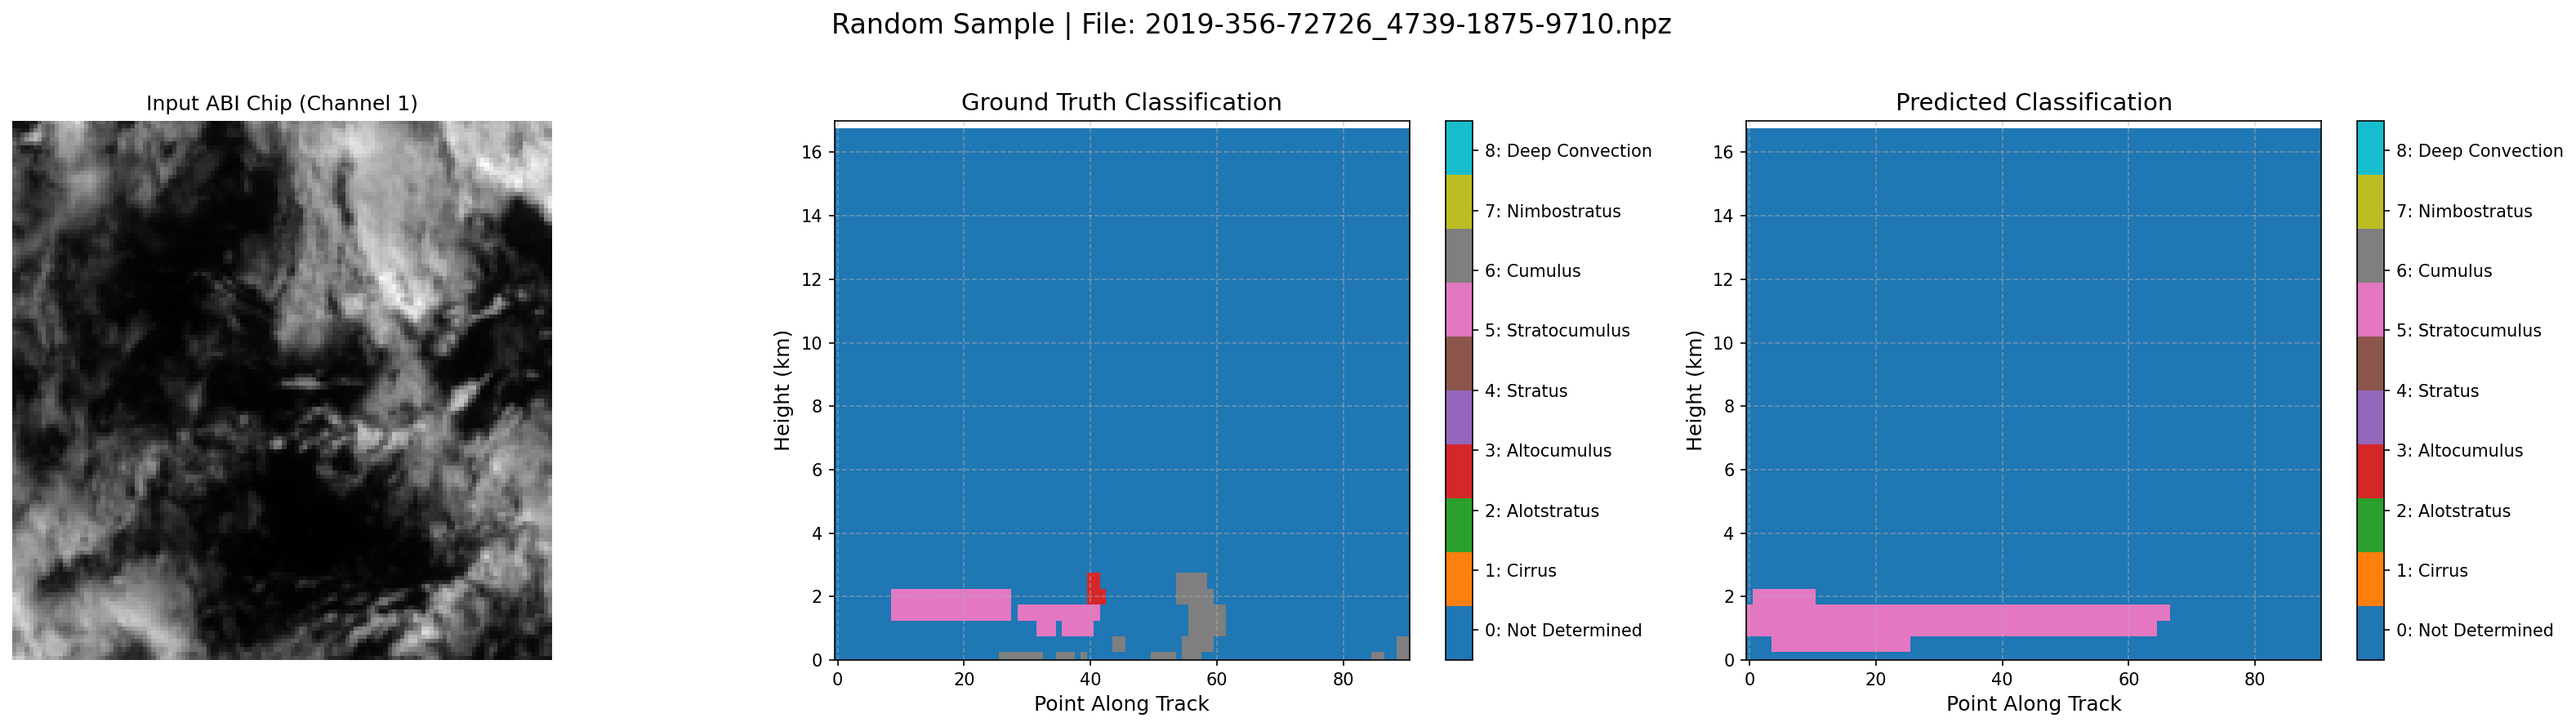 Random Sample | File: 2019-356-72726_4739-1875-9710.npz
Input ABI Chip (Channel 1)
Ground Truth Classification
Height (km)
16
14
12
10
8
6
4
2
0
0 20 40 60 80
Point Along Track
8: Deep Convection
7: Nimbostratus
6: Cumulus
5: Stratocumulus
4: Stratus
3: Altocumulus
2: Alotstratus
1: Cirrus
0: Not Determined
Predicted Classification
Height (km)
16
14
12
10
8
6
4
2
0
0 20 40 60 80
Point Along Track
8: Deep Convection
7: Nimbostratus
6: Cumulus
5: Stratocumulus
4: Stratus
3: Altocumulus
2: Alotstratus
1: Cirrus
0: Not Determined